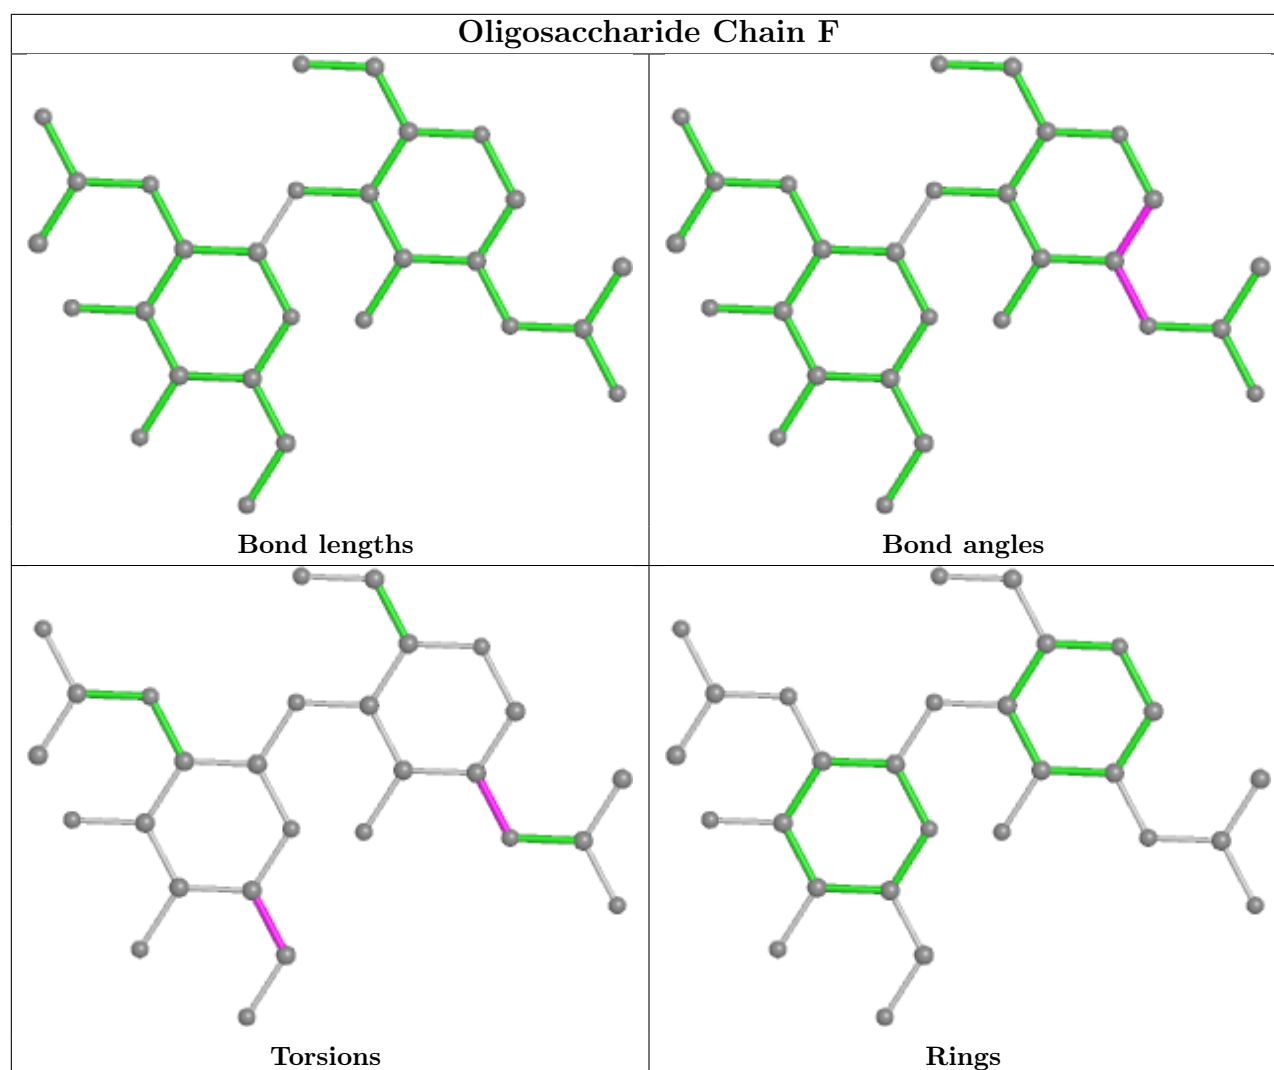 Oligosaccharide Chain F
Bond lengths
Bond angles
Torsions
Rings